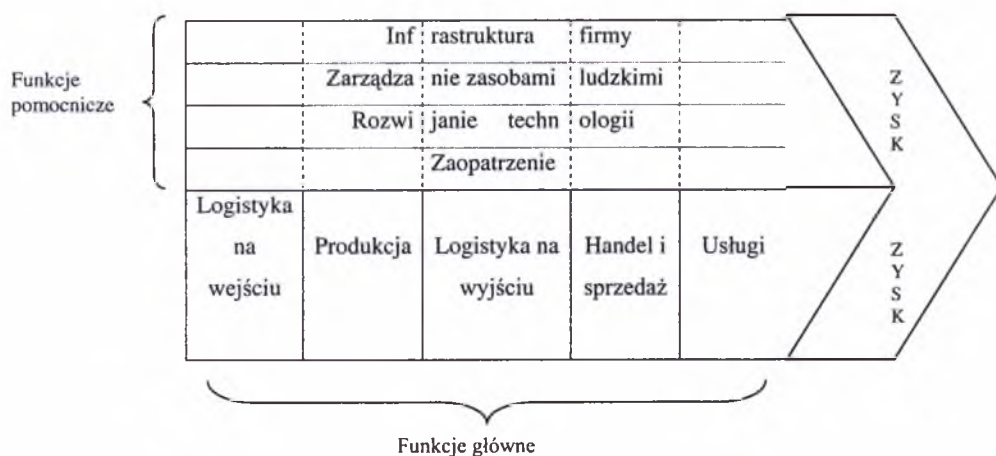 Funkcje
pomocnicze
Inf rastruktura firmy
Zarządza nie zasobami ludzkimi
Rozwi janie techn ologii
Zaopatrzenie
Z
Y
S
K
Logistyka
na
wejściu
Produkcja
Logistyka na
wyjściu
Handel i
sprzedaż
Usługi
Z
Y
S
K
Funkcje główne